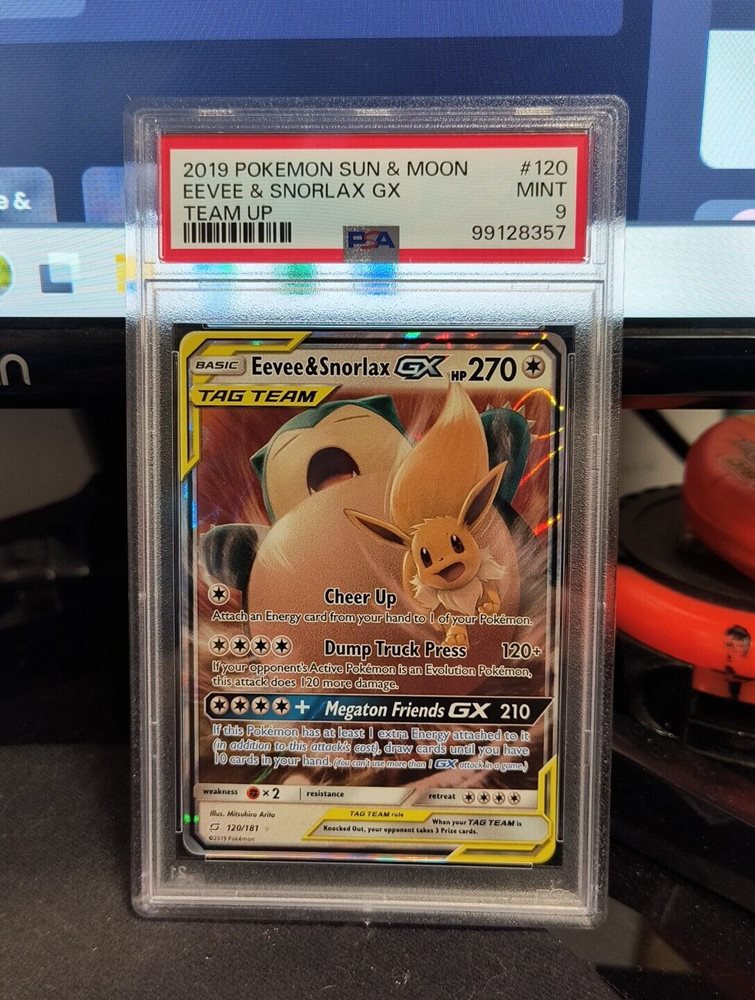 e &
n
2019 POKEMON SUN & MOON #120
EEVEE & SNORLAX GX MINT
TEAM UP 9
PSA 99128357
BASIC Eevee&Snorlax GX HP 270
TAG TEAM
Cheer Up
Attach an Energy card from your hand to 1 of your Pokémon.
Dump Truck Press 120+
If your opponent's Active Pokémon is an Evolution Pokémon,
this attack does 120 more damage.
+ Megaton Friends GX 210
If this Pokémon has at least 1 extra Energy attached to it
(in addition to this attack's cost), draw cards until you have
10 cards in your hand. (You can't use more than 1 GX attack in a game.)
weakness ×2 resistance retreat
Illus. Mitsuhiro Arita
120/181
©2019 Pokémon
TAG TEAM rule
When your TAG TEAM is
Knocked Out, your opponent takes 3 Prize cards.